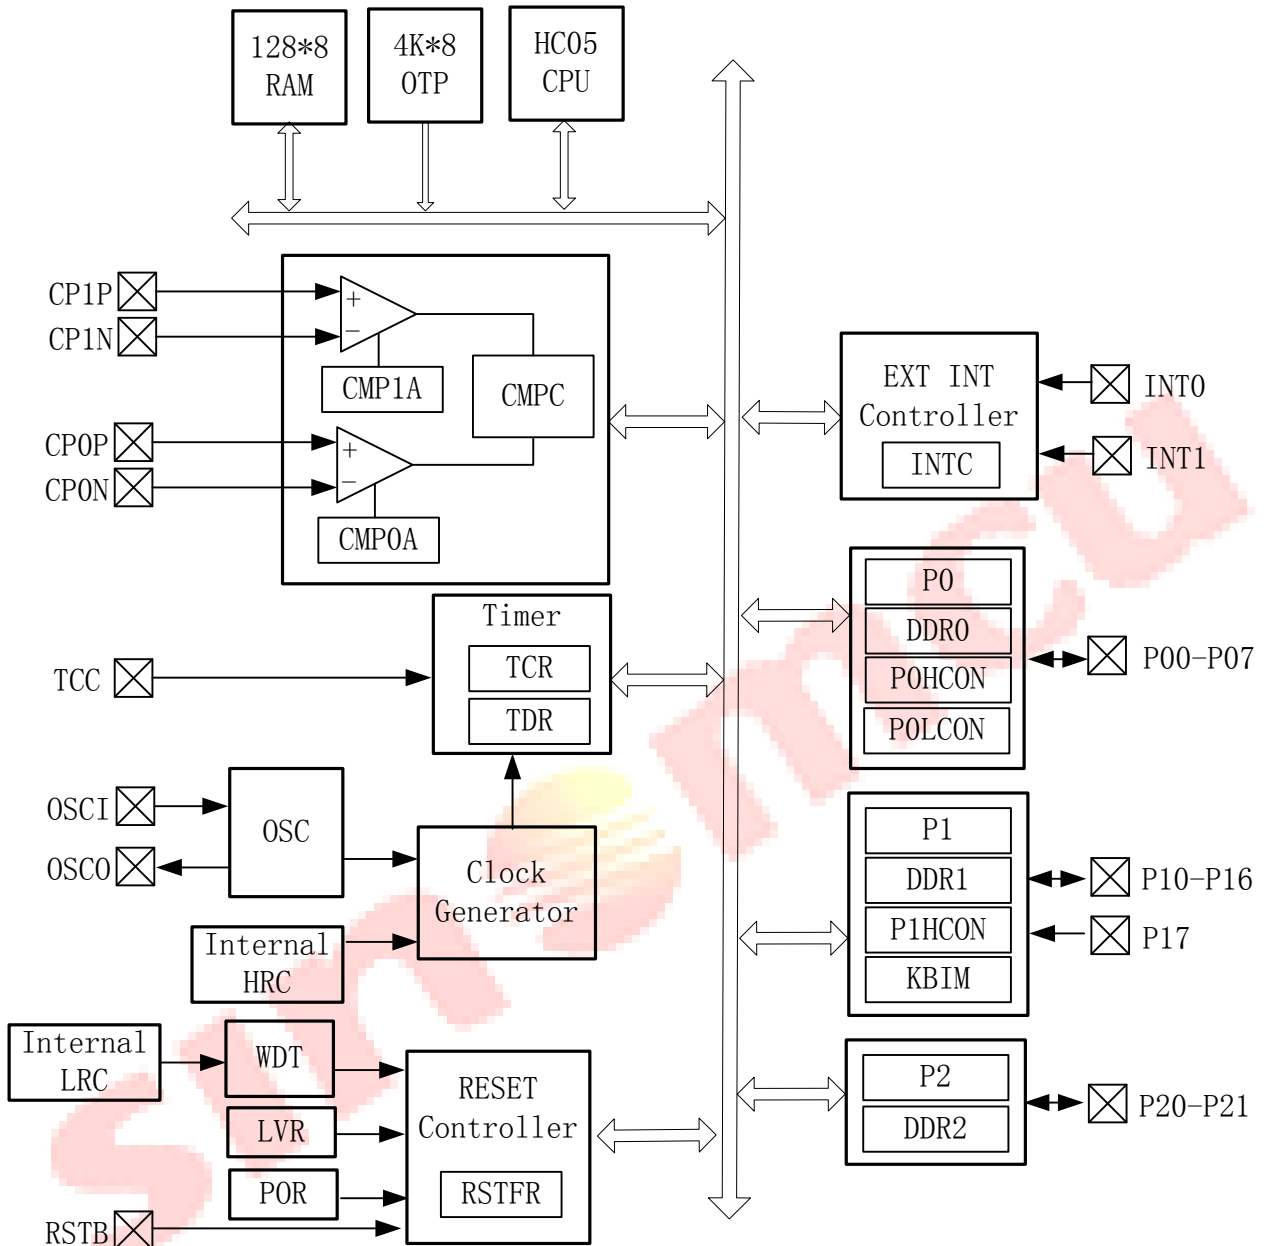 128*8
RAM
4K*8
OTP
HC05
CPU
CP1P
CP1N
CP0P
CP0N
+
−
CMP1A
CMPC
+
−
CMP0A
EXT INT
Controller
INTC
INT0
INT1
Timer
TCR
TDR
TCC
P0
DDR0
P0HCON
P0LCON
P00-P07
OSCI
OSCO
OSC
Clock
Generator
Internal
HRC
P1
DDR1
P1HCON
KBIM
P10-P16
P17
Internal
LRC
WDT
LVR
POR
RSTB
RESET
Controller
RSTFR
P2
DDR2
P20-P21
sinomcu